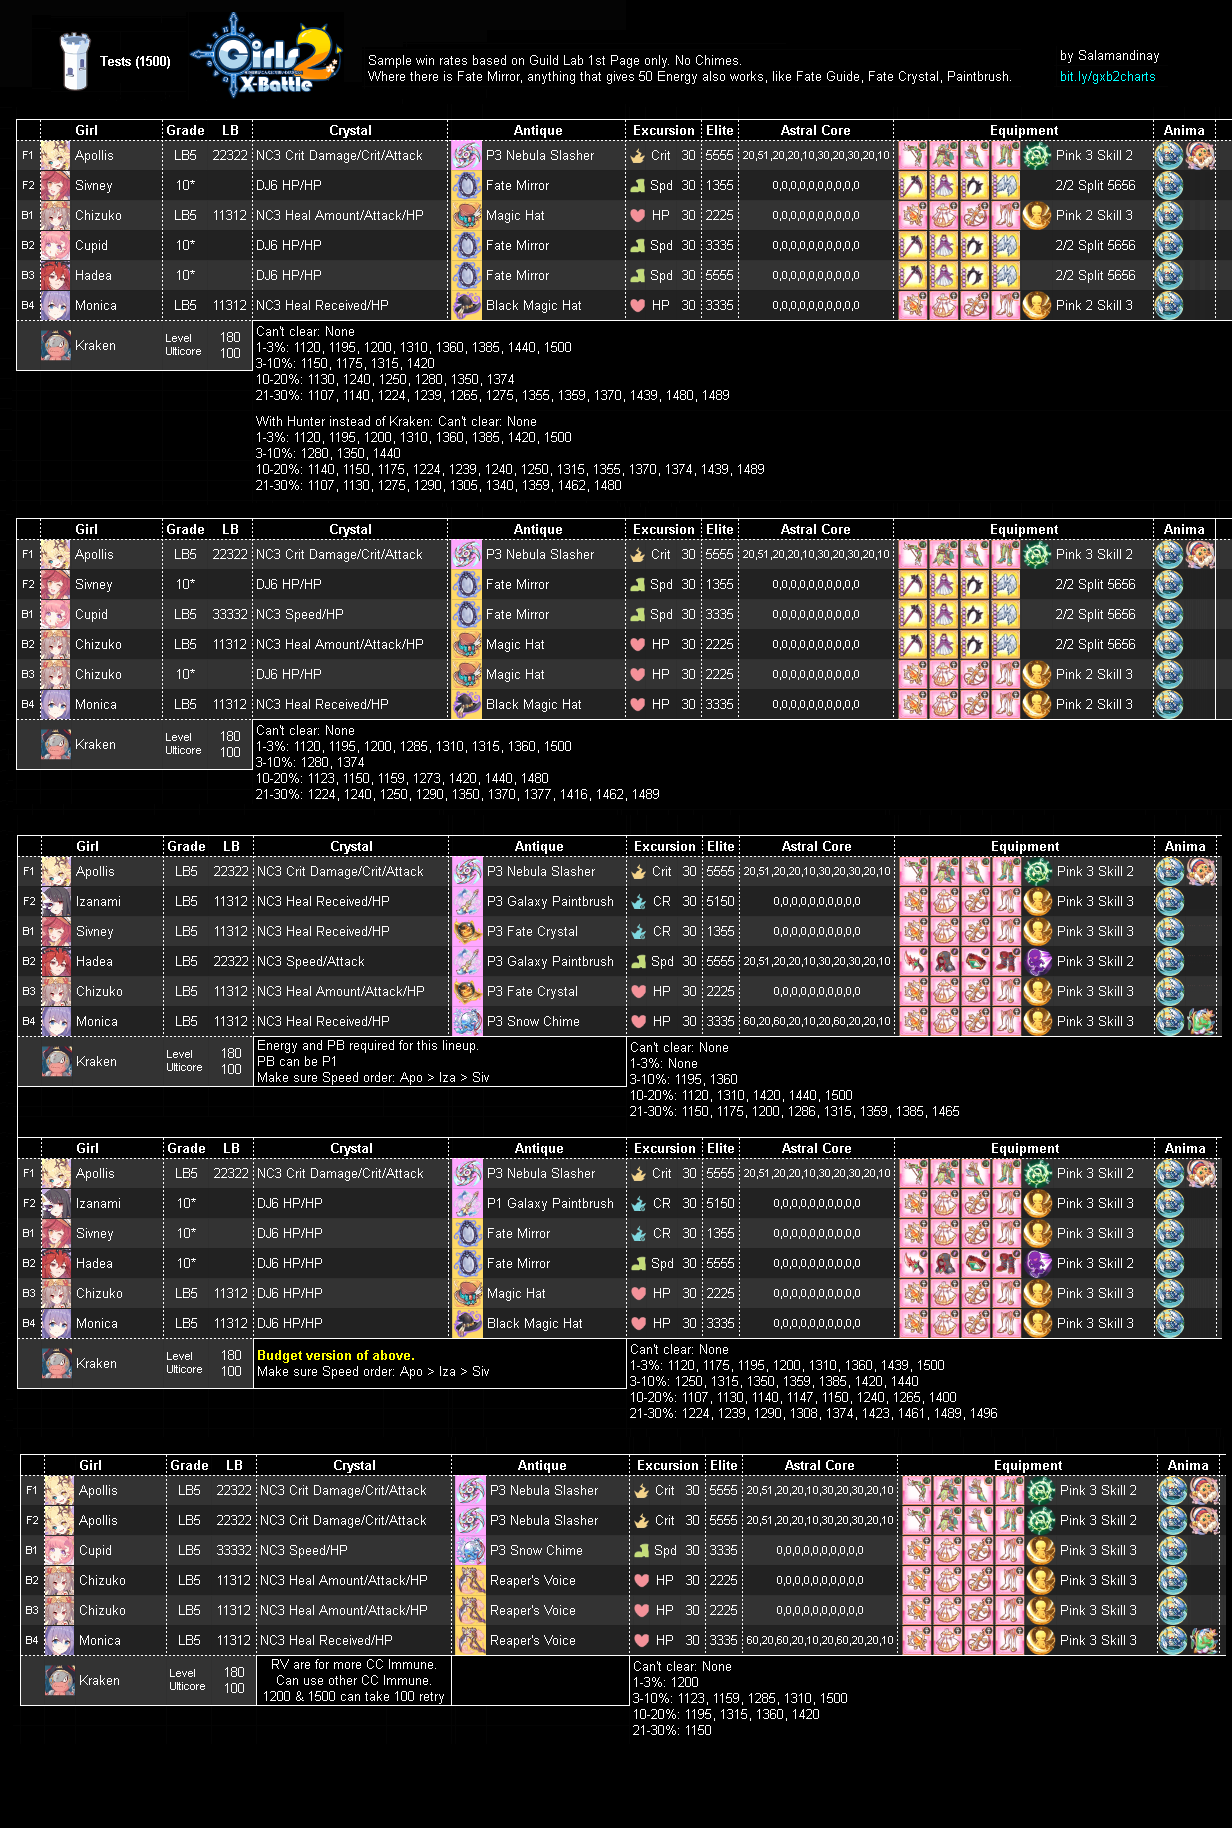 Tests (1500)
Girls 2
X-Battle
Sample win rates based on Guild Lab 1st Page only. No Chimes.
Where there is Fate Mirror, anything that gives 50 Energy also works, like Fate Guide, Fate Crystal, Paintbrush.
by Salamandinay
bit.ly/gxb2charts
Girl Grade LB Crystal Antique Excursion Elite Astral Core Equipment Anima
F1 Apollis LB5 22322 NC3 Crit Damage/Crit/Attack P3 Nebula Slasher Crit 30 5555 20,51,20,20,10,30,20,30,20,10 Pink 3 Skill 2
F2 Sivney 10* DJ6 HP/HP Fate Mirror Spd 30 1355 0,0,0,0,0,0,0,0,0,0 2/2 Split 5656
B1 Chizuko LB5 11312 NC3 Heal Amount/Attack/HP Magic Hat HP 30 2225 0,0,0,0,0,0,0,0,0,0 Pink 2 Skill 3
B2 Cupid 10* DJ6 HP/HP Fate Mirror Spd 30 3335 0,0,0,0,0,0,0,0,0,0 2/2 Split 5656
B3 Hadea 10* DJ6 HP/HP Fate Mirror Spd 30 5555 0,0,0,0,0,0,0,0,0,0 2/2 Split 5656
B4 Monica LB5 11312 NC3 Heal Received/HP Black Magic Hat HP 30 3335 0,0,0,0,0,0,0,0,0,0 Pink 2 Skill 3
Kraken Level 180
Ulticore 100
Can't clear: None
1-3%: 1120, 1195, 1200, 1310, 1360, 1385, 1440, 1500
3-10%: 1150, 1175, 1315, 1420
10-20%: 1130, 1240, 1250, 1280, 1350, 1374
21-30%: 1107, 1140, 1224, 1239, 1265, 1275, 1355, 1359, 1370, 1439, 1480, 1489
With Hunter instead of Kraken: Can't clear: None
1-3%: 1120, 1195, 1200, 1310, 1360, 1385, 1420, 1500
3-10%: 1280, 1350, 1440
10-20%: 1140, 1150, 1175, 1224, 1239, 1240, 1250, 1315, 1355, 1370, 1374, 1439, 1489
21-30%: 1107, 1130, 1275, 1290, 1305, 1340, 1359, 1462, 1480
Girl Grade LB Crystal Antique Excursion Elite Astral Core Equipment Anima
F1 Apollis LB5 22322 NC3 Crit Damage/Crit/Attack P3 Nebula Slasher Crit 30 5555 20,51,20,20,10,30,20,30,20,10 Pink 3 Skill 2
F2 Sivney 10* DJ6 HP/HP Fate Mirror Spd 30 1355 0,0,0,0,0,0,0,0,0,0 2/2 Split 5656
B1 Cupid LB5 33332 NC3 Speed/HP Fate Mirror Spd 30 3335 0,0,0,0,0,0,0,0,0,0 2/2 Split 5656
B2 Chizuko LB5 11312 NC3 Heal Amount/Attack/HP Magic Hat HP 30 2225 0,0,0,0,0,0,0,0,0,0 2/2 Split 5656
B3 Chizuko 10* DJ6 HP/HP Magic Hat HP 30 2225 0,0,0,0,0,0,0,0,0,0 Pink 2 Skill 3
B4 Monica LB5 11312 NC3 Heal Received/HP Black Magic Hat HP 30 3335 0,0,0,0,0,0,0,0,0,0 Pink 2 Skill 3
Kraken Level 180
Ulticore 100
Can't clear: None
1-3%: 1120, 1195, 1200, 1285, 1310, 1315, 1360, 1500
3-10%: 1280, 1374
10-20%: 1123, 1150, 1159, 1273, 1420, 1440, 1480
21-30%: 1224, 1240, 1250, 1290, 1350, 1370, 1377, 1416, 1462, 1489
Girl Grade LB Crystal Antique Excursion Elite Astral Core Equipment Anima
F1 Apollis LB5 22322 NC3 Crit Damage/Crit/Attack P3 Nebula Slasher Crit 30 5555 20,51,20,20,10,30,20,30,20,10 Pink 3 Skill 2
F2 Izanami LB5 11312 NC3 Heal Received/HP P3 Galaxy Paintbrush CR 30 5150 0,0,0,0,0,0,0,0,0,0 Pink 3 Skill 3
B1 Sivney LB5 11312 NC3 Heal Received/HP P3 Fate Crystal CR 30 1355 0,0,0,0,0,0,0,0,0,0 Pink 3 Skill 3
B2 Hadea LB5 22322 NC3 Speed/Attack P3 Galaxy Paintbrush Spd 30 5555 20,51,20,20,10,30,20,30,20,10 Pink 3 Skill 2
B3 Chizuko LB5 11312 NC3 Heal Amount/Attack/HP P3 Fate Crystal HP 30 2225 0,0,0,0,0,0,0,0,0,0 Pink 3 Skill 3
B4 Monica LB5 11312 NC3 Heal Received/HP P3 Snow Chime HP 30 3335 60,20,60,20,10,20,60,20,20,10 Pink 3 Skill 3
Kraken Level 180
Ulticore 100
Energy and PB required for this lineup.
PB can be P1
Make sure Speed order: Apo > Iza > Siv
Can't clear: None
1-3%: None
3-10%: 1195, 1360
10-20%: 1120, 1310, 1420, 1440, 1500
21-30%: 1150, 1175, 1200, 1286, 1315, 1359, 1385, 1465
Girl Grade LB Crystal Antique Excursion Elite Astral Core Equipment Anima
F1 Apollis LB5 22322 NC3 Crit Damage/Crit/Attack P3 Nebula Slasher Crit 30 5555 20,51,20,20,10,30,20,30,20,10 Pink 3 Skill 2
F2 Izanami 10* DJ6 HP/HP P1 Galaxy Paintbrush CR 30 5150 0,0,0,0,0,0,0,0,0,0 Pink 3 Skill 3
B1 Sivney 10* DJ6 HP/HP Fate Mirror CR 30 1355 0,0,0,0,0,0,0,0,0,0 Pink 3 Skill 3
B2 Hadea 10* DJ6 HP/HP Fate Mirror Spd 30 5555 0,0,0,0,0,0,0,0,0,0 Pink 3 Skill 2
B3 Chizuko LB5 11312 DJ6 HP/HP Magic Hat HP 30 2225 0,0,0,0,0,0,0,0,0,0 Pink 3 Skill 3
B4 Monica LB5 11312 DJ6 HP/HP Black Magic Hat HP 30 3335 0,0,0,0,0,0,0,0,0,0 Pink 3 Skill 3
Kraken Level 180
Ulticore 100
Budget version of above.
Make sure Speed order: Apo > Iza > Siv
Can't clear: None
1-3%: 1120, 1175, 1195, 1200, 1310, 1360, 1439, 1500
3-10%: 1250, 1315, 1350, 1359, 1385, 1420, 1440
10-20%: 1107, 1130, 1140, 1147, 1150, 1240, 1265, 1400
21-30%: 1224, 1239, 1290, 1308, 1374, 1423, 1461, 1489, 1496
Girl Grade LB Crystal Antique Excursion Elite Astral Core Equipment Anima
F1 Apollis LB5 22322 NC3 Crit Damage/Crit/Attack P3 Nebula Slasher Crit 30 5555 20,51,20,20,10,30,20,30,20,10 Pink 3 Skill 2
F2 Apollis LB5 22322 NC3 Crit Damage/Crit/Attack P3 Nebula Slasher Crit 30 5555 20,51,20,20,10,30,20,30,20,10 Pink 3 Skill 2
B1 Cupid LB5 33332 NC3 Speed/HP P3 Snow Chime Spd 30 3335 0,0,0,0,0,0,0,0,0,0 Pink 3 Skill 3
B2 Chizuko LB5 11312 NC3 Heal Amount/Attack/HP Reaper's Voice HP 30 2225 0,0,0,0,0,0,0,0,0,0 Pink 3 Skill 3
B3 Chizuko LB5 11312 NC3 Heal Amount/Attack/HP Reaper's Voice HP 30 2225 0,0,0,0,0,0,0,0,0,0 Pink 3 Skill 3
B4 Monica LB5 11312 NC3 Heal Received/HP Reaper's Voice HP 30 3335 60,20,60,20,10,20,60,20,20,10 Pink 3 Skill 3
Kraken Level 180
Ulticore 100
RV are for more CC Immune.
Can use other CC Immune.
1200 & 1500 can take 100 retry
Can't clear: None
1-3%: 1200
3-10%: 1123, 1159, 1285, 1310, 1500
10-20%: 1195, 1315, 1360, 1420
21-30%: 1150